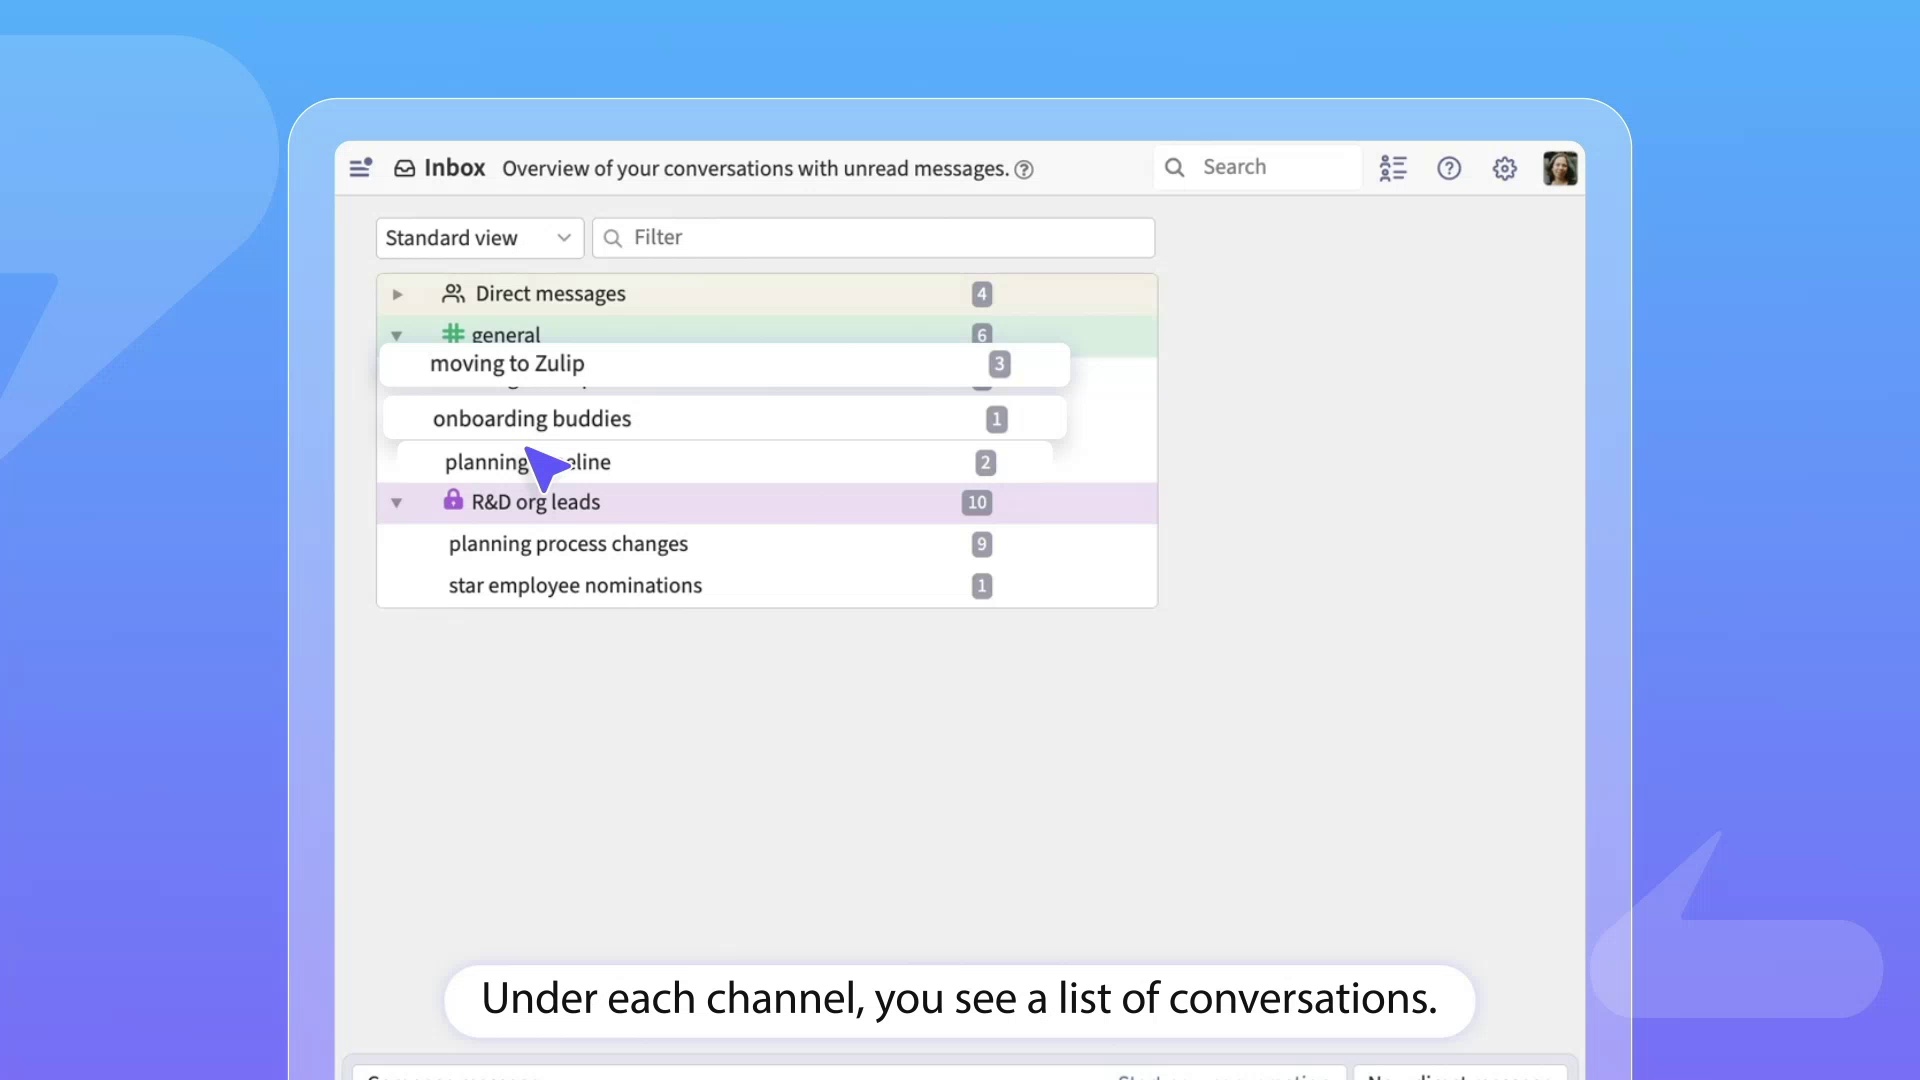 Inbox Overview of your conversations with unread messages. Search
Standard view Filter
Direct messages 4
general 6
moving to Zulip 3
onboarding buddies 1
planning eline 2
R&D org leads 10
planning process changes 9
star employee nominations 1
Under each channel, you see a list of conversations.